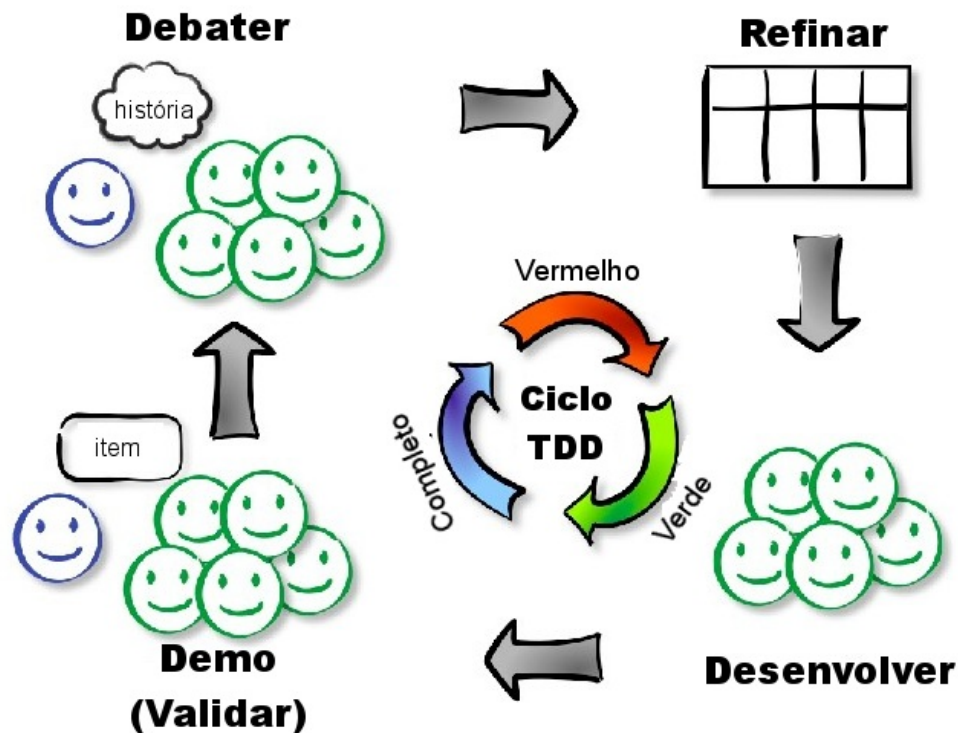 Debater
história
Refinar
Vermelho
Ciclo
TDD
Completo
Verde
item
Demo
(Validar)
Desenvolver